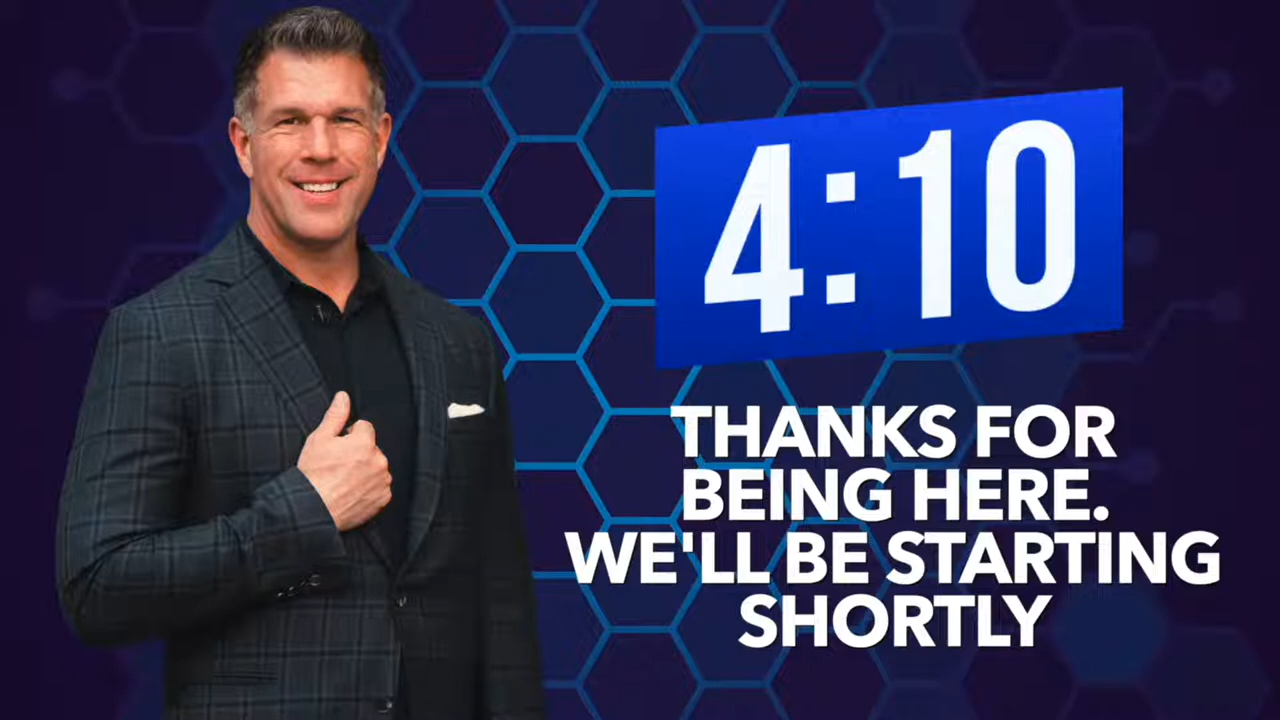 4:10
THANKS FOR
BEING HERE.
WE'LL BE STARTING
SHORTLY